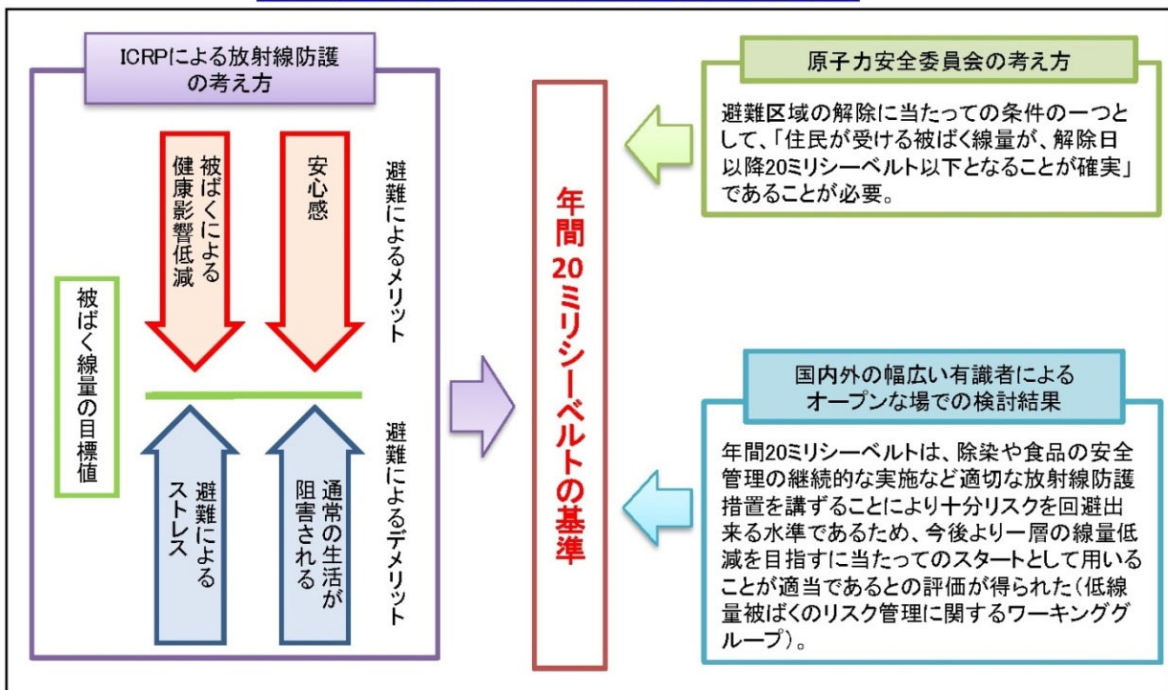 ICRPによる放射線防護
の考え方
被ばくによる
健康影響低減
安心感
避難によるメリット
被ばく線量の目標値
避難による
ストレス
通常の生活が
阻害される
避難によるデメリット
年間20ミリシーベルトの基準
原子力安全委員会の考え方
避難区域の解除に当たっての条件の一つと
して、「住民が受ける被ばく線量が、解除日
以降20ミリシーベルト以下となることが確実」
であることが必要。
国内外の幅広い有識者による
オープンな場での検討結果
年間20ミリシーベルトは、除染や食品の安全
管理の継続的な実施など適切な放射線防護
措置を講ずることにより十分リスクを回避出
来る水準であるため、今後より一層の線量低
減を目指すに当たってのスタートとして用いる
ことが適当であるとの評価が得られた(低線
量被ばくのリスク管理に関するワーキンググ
ループ)。